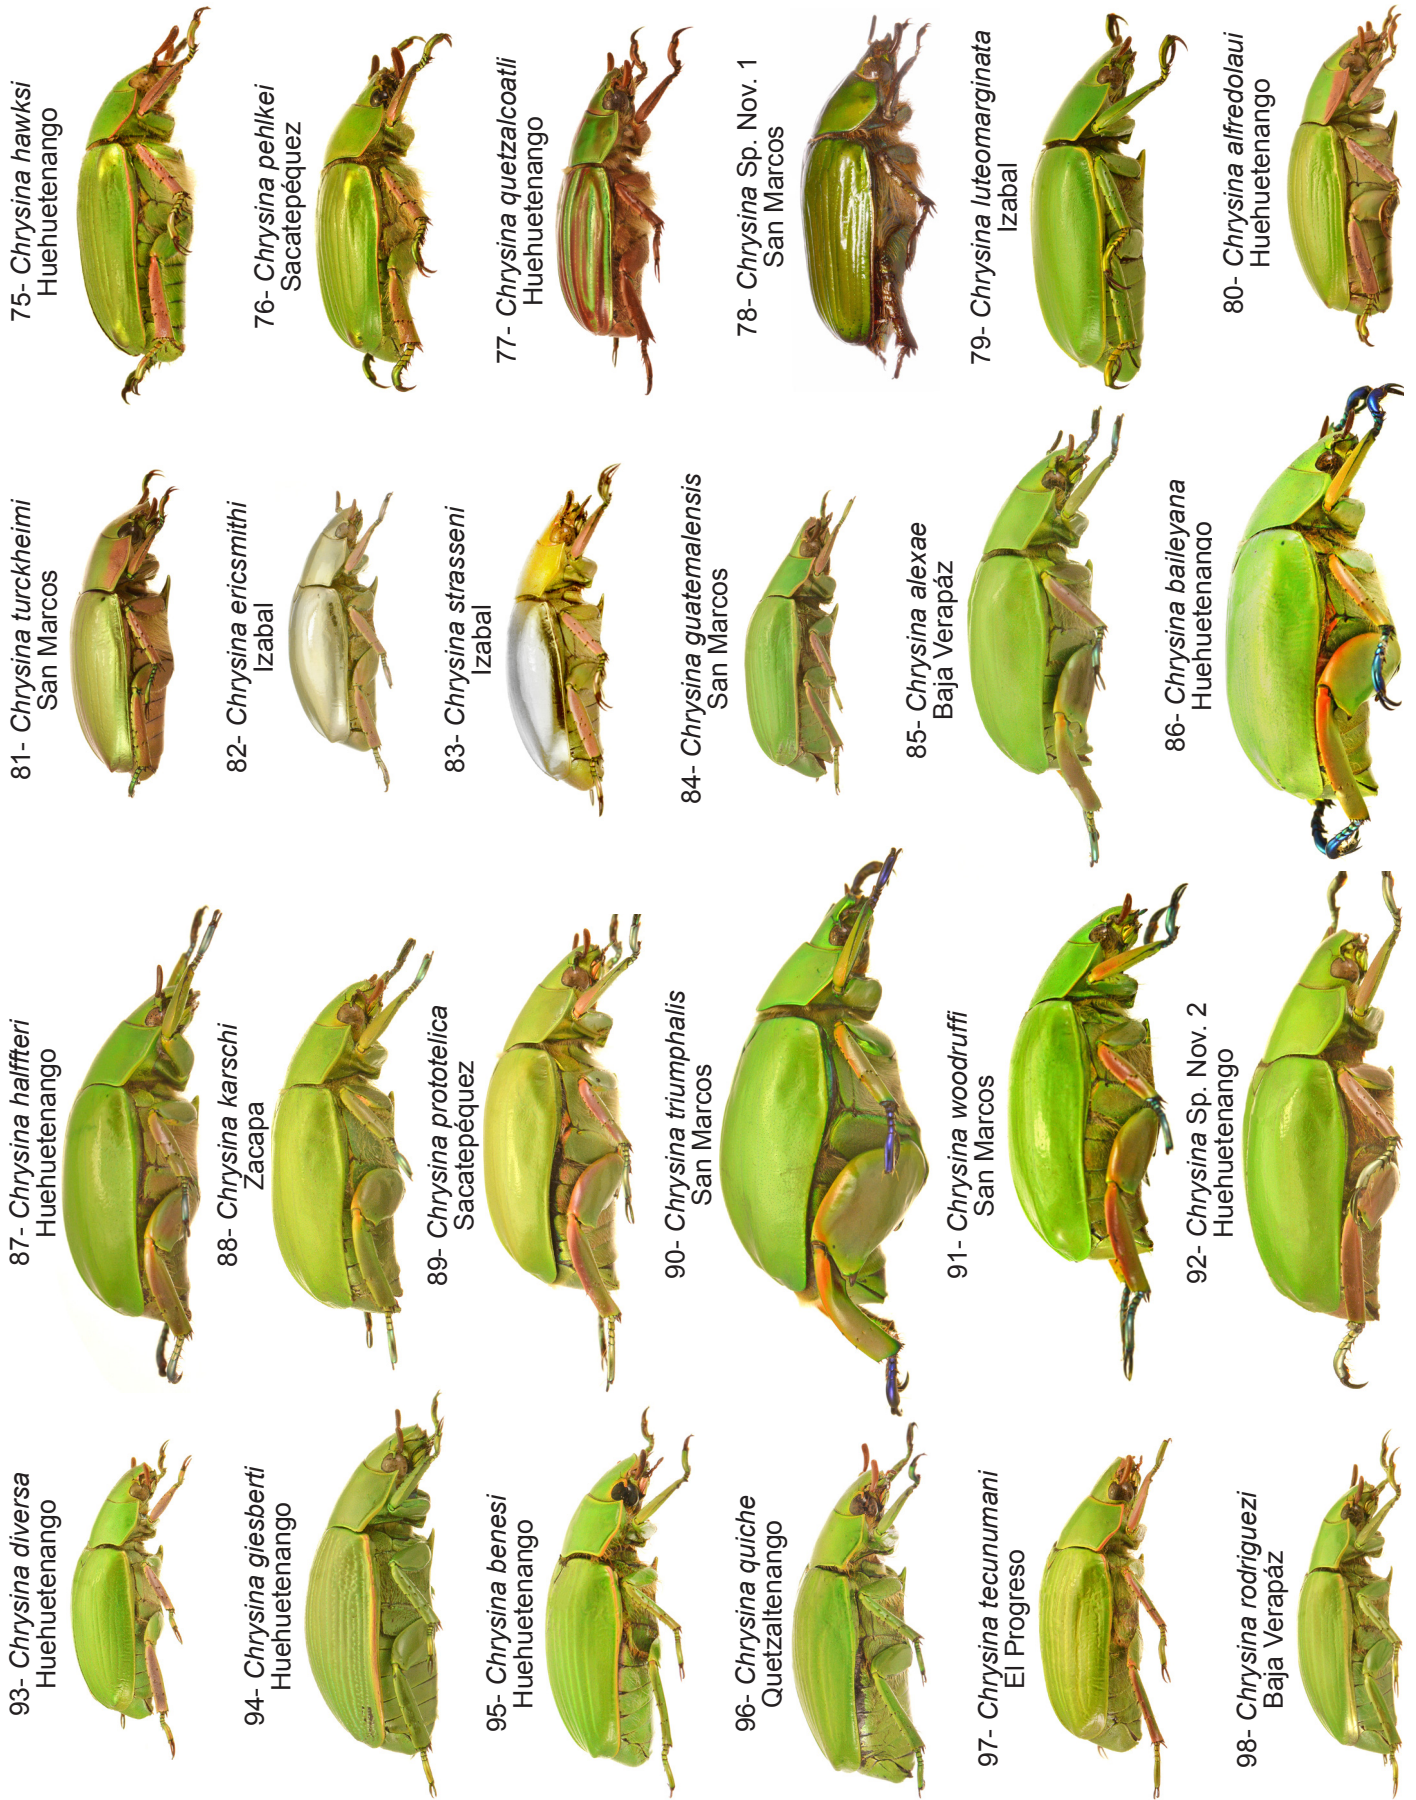 75- Chrysina hawksi
Huehuetenango
76- Chrysina pehlkei
Sacatepéquez
77- Chrysina quetzalcoatli
Huehuetenango
78- Chrysina Sp. Nov. 1
San Marcos
79- Chrysina luteomarginata
Izabal
80- Chrysina alfredolaui
Huehuetenango
81- Chrysina turckheimi
San Marcos
82- Chrysina ericsmithi
Izabal
83- Chrysina strasseni
Izabal
84- Chrysina guatemalensis
San Marcos
85- Chrysina alexae
Baja Verapáz
86- Chrysina baileyana
Huehuetenango
87- Chrysina halffteri
Huehuetenango
88- Chrysina karschi
Zacapa
89- Chrysina prototelica
Sacatepéquez
90- Chrysina triumphalis
San Marcos
91- Chrysina woodruffi
San Marcos
92- Chrysina Sp. Nov. 2
Huehuetenango
93- Chrysina diversa
Huehuetenango
94- Chrysina giesberti
Huehuetenango
95- Chrysina benesi
Huehuetenango
96- Chrysina quiche
Quetzaltenango
97- Chrysina tecunumani
El Progreso
98- Chrysina rodriguezi
Baja Verapáz